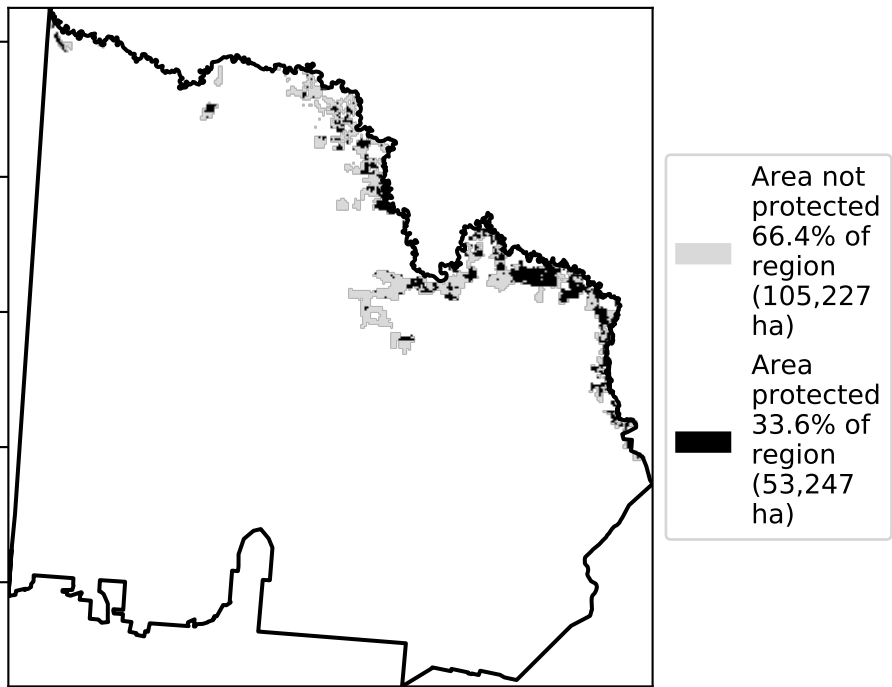 Area not
protected
66.4% of
region
(105,227
ha)
Area
protected
33.6% of
region
(53,247
ha)